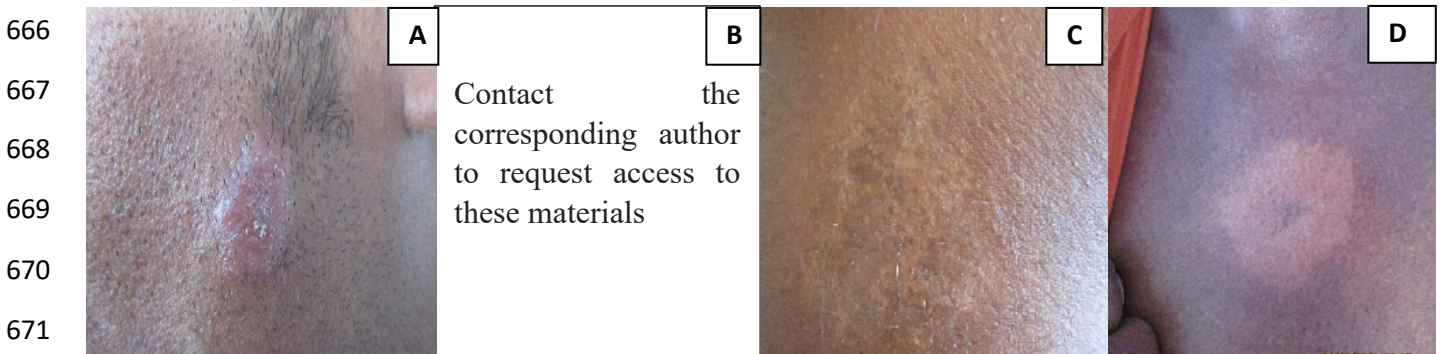 666
A
B
C
D
667
Contact the
corresponding author
668
to request access to
669
these materials
670
671